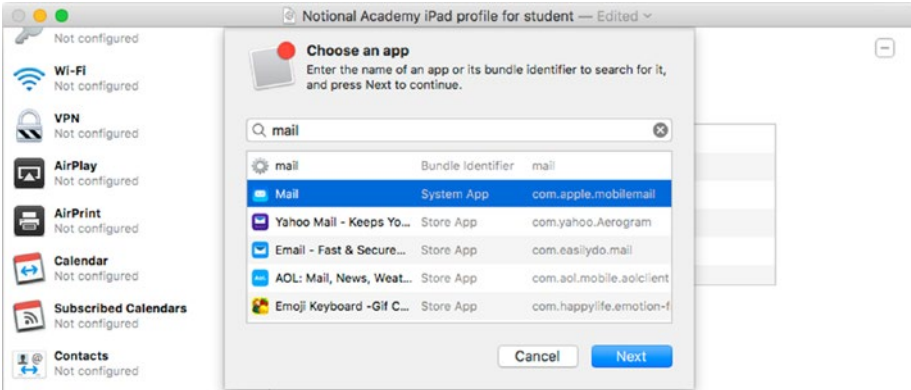 Notional Academy iPad profile for student — Edited
Not configured
Wi-Fi
Not configured
VPN
Not configured
AirPlay
Not configured
AirPrint
Not configured
Calendar
Not configured
Subscribed Calendars
Not configured
Contacts
Not configured
Choose an app
Enter the name of an app or its bundle identifier to search for it,
and press Next to continue.
mail
mail Bundle Identifier mail
Mail System App com.apple.mobilemail
Yahoo Mail - Keeps Yo... Store App com.yahoo.Aerogram
Email - Fast & Secure... Store App com.easilydo.mail
AOL: Mail, News, Weat... Store App com.aol.mobile.aolclient
Emoji Keyboard -Gif C... Store App com.happylife.emotion-f
Cancel Next